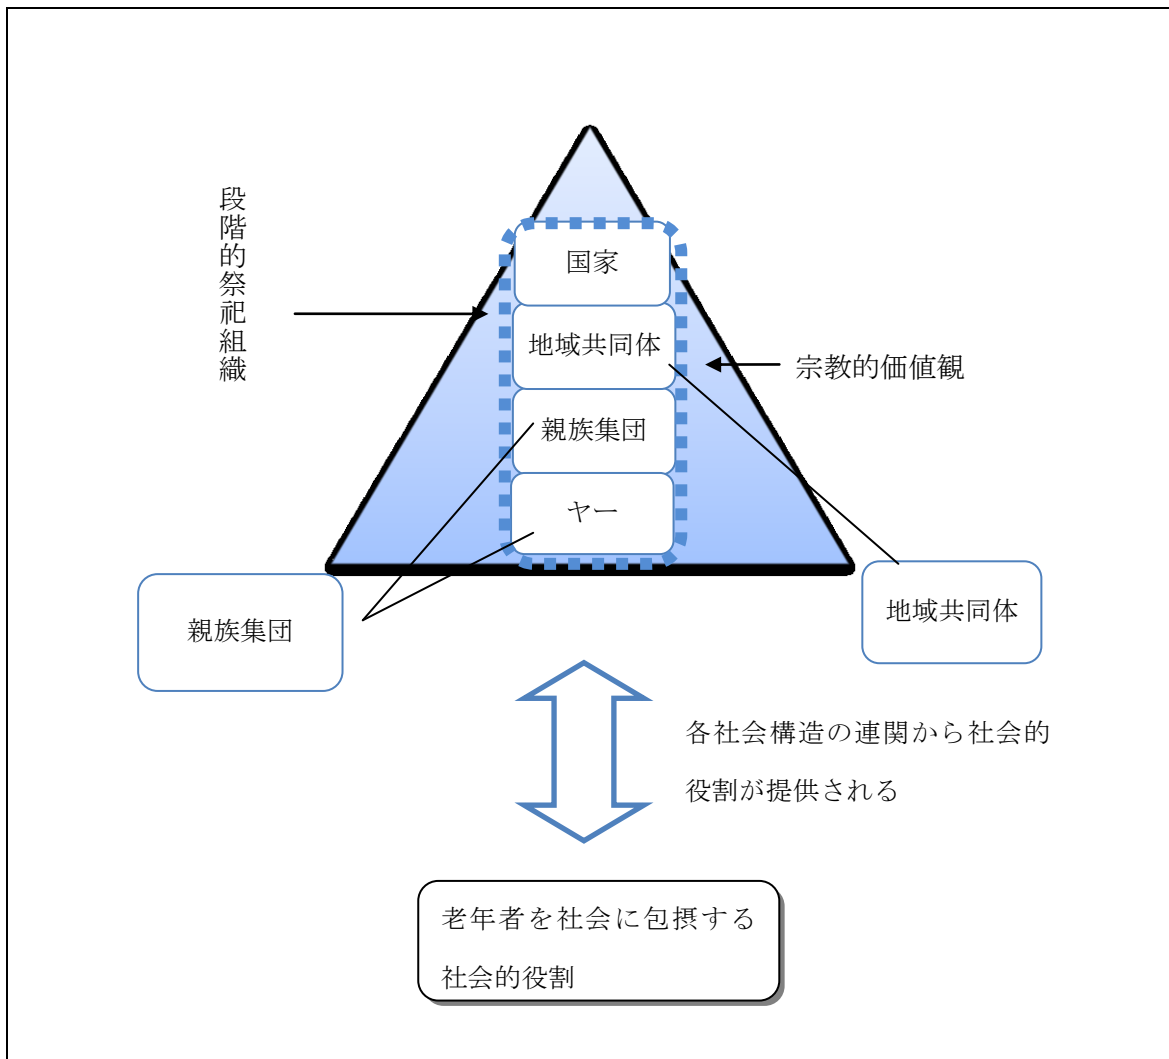 段階的祭祀組織
国家
地域共同体
宗教的価値観
親族集団
ヤー
親族集団
地域共同体
各社会構造の連関から社会的
役割が提供される
老年者を社会に包摂する
社会的役割